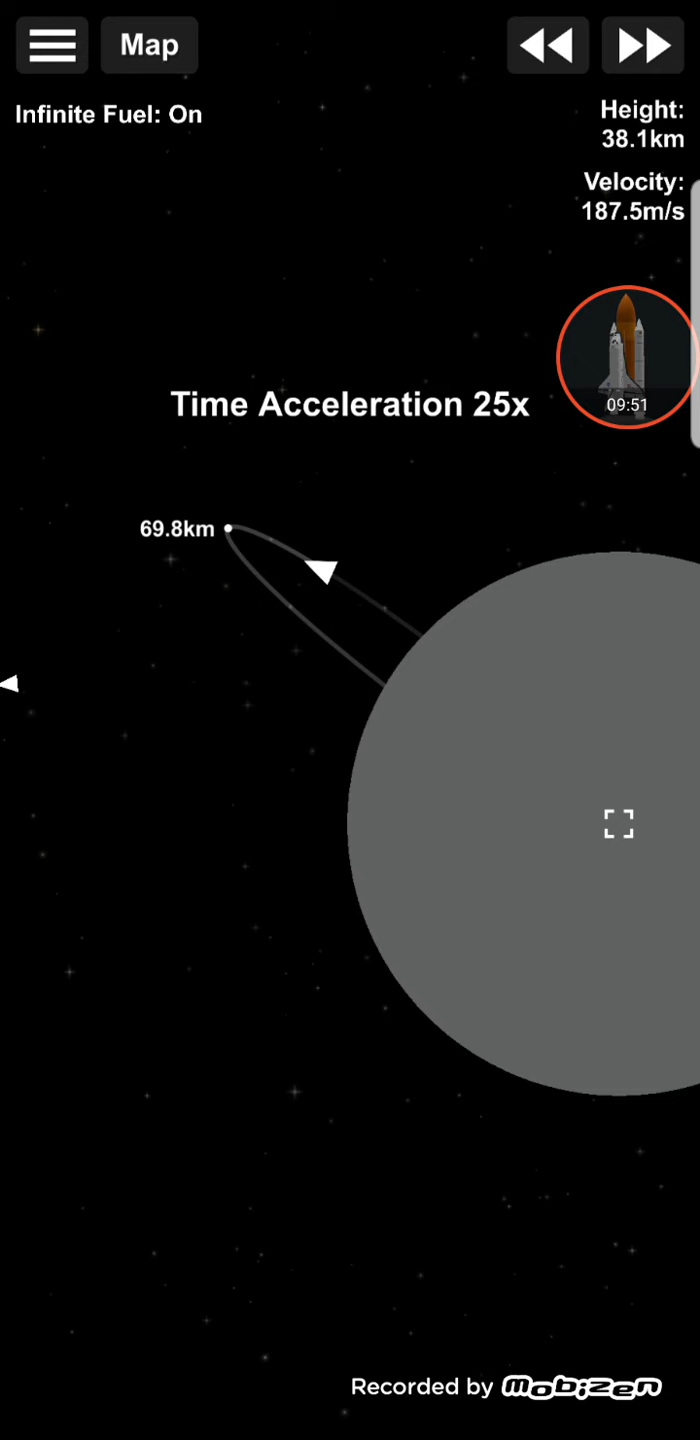 Map
Infinite Fuel: On
Height:
38.1km
Velocity:
187.5m/s
09:51
Time Acceleration 25x
69.8km
Recorded by mobizen